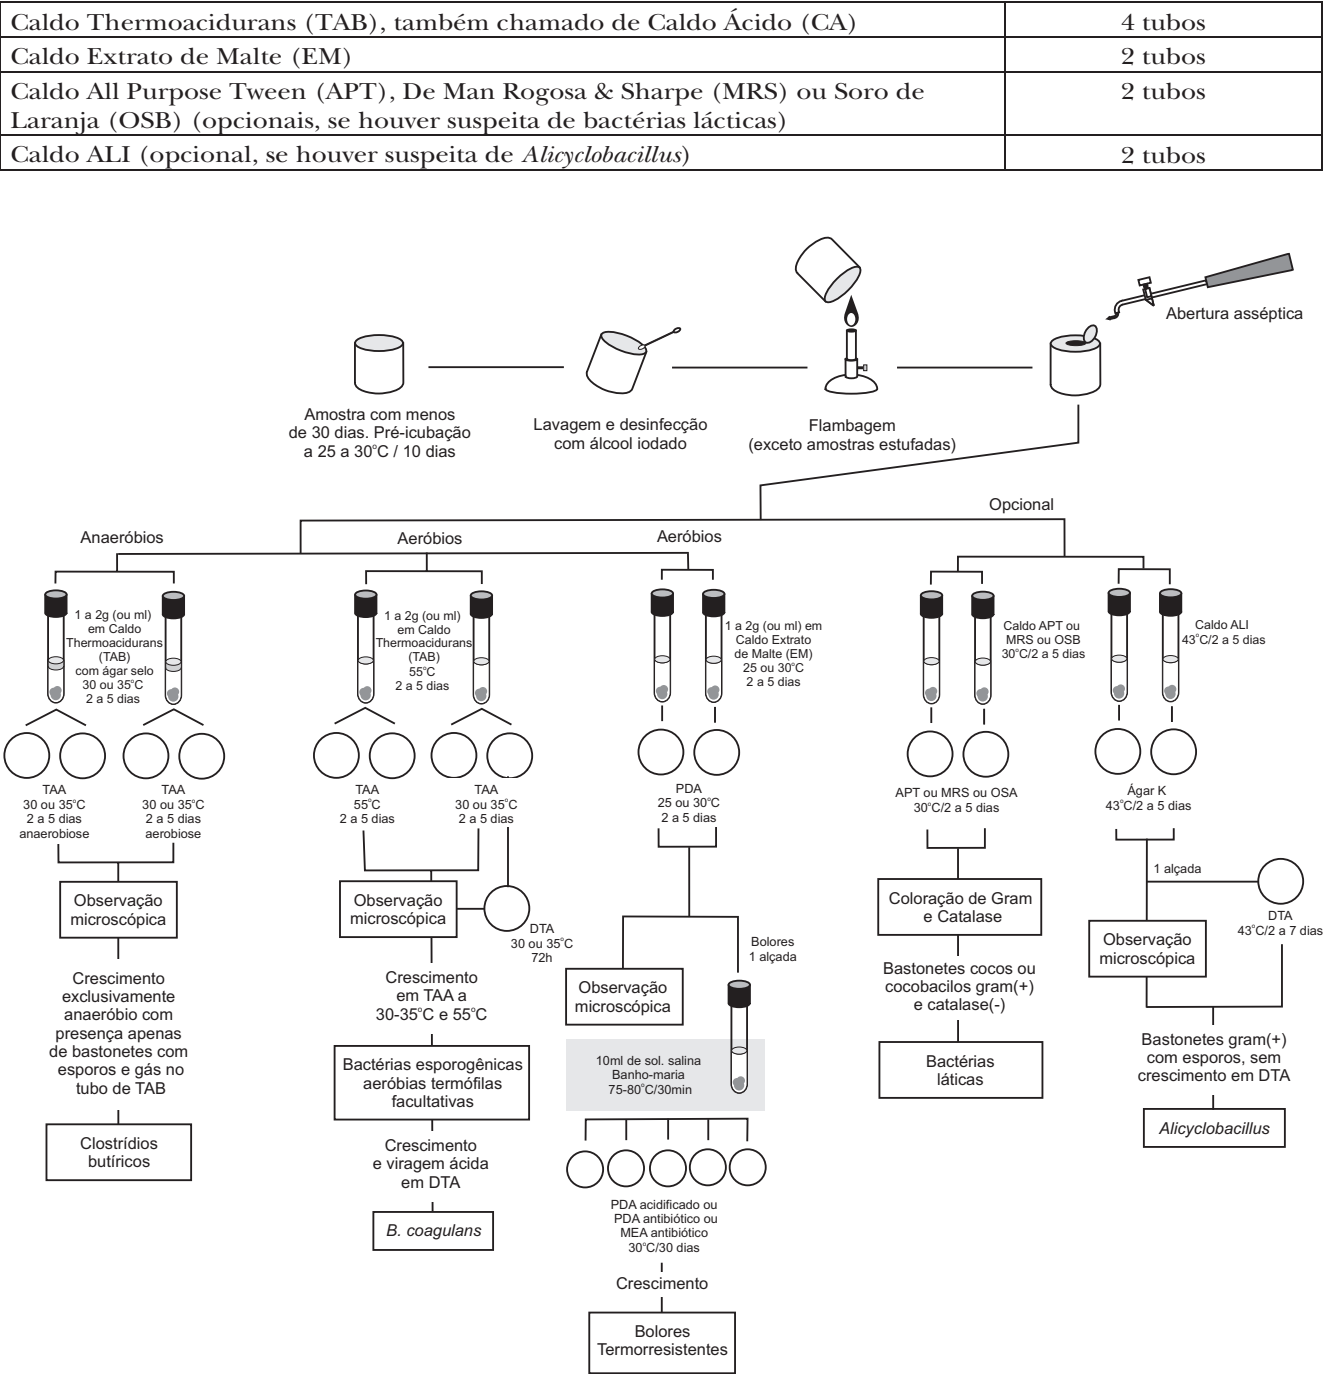 Caldo Thermoacidurans (TAB), também chamado de Caldo Ácido (CA) 4 tubos
Caldo Extrato de Malte (EM) 2 tubos
Caldo All Purpose Tween (APT), De Man Rogosa & Sharpe (MRS) ou Soro de 2 tubos
Laranja (OSB) (opcionais, se houver suspeita de bactérias lácticas)
Caldo ALI (opcional, se houver suspeita de Alicyclobacillus) 2 tubos
Abertura asséptica
Amostra com menos
de 30 dias. Pré-icubação
a 25 a 30°C / 10 dias
Lavagem e desinfecção
com álcool iodado
Flambagem
(exceto amostras estufadas)
Opcional
Anaeróbios
Aeróbios
Aeróbios
1 a 2g (ou ml)
em Caldo
Thermoacidurans
(TAB)
com ágar selo
30 ou 35°C
2 a 5 dias
1 a 2g (ou ml)
em Caldo
Thermoacidurans
(TAB)
55°C
2 a 5 dias
1 a 2g (ou ml) em
Caldo Extrato
de Malte (EM)
25 ou 30°C
2 a 5 dias
Caldo APT ou
MRS ou OSB
30°C/2 a 5 dias
Caldo ALI
43°C/2 a 5 dias
TAA
30 ou 35°C
2 a 5 dias
anaerobiose
TAA
30 ou 35°C
2 a 5 dias
aerobiose
TAA
55°C
2 a 5 dias
TAA
30 ou 35°C
2 a 5 dias
PDA
25 ou 30°C
2 a 5 dias
APT ou MRS ou OSA
30°C/2 a 5 dias
Ágar K
43°C/2 a 5 dias
Observação
microscópica
Crescimento
exclusivamente
anaeróbio com
presença apenas
de bastonetes com
esporos e gás no
tubo de TAB
Clostrídios
butíricos
Observação
microscópica
DTA
30 ou 35°C
72h
Crescimento
em TAA a
30-35°C e 55°C
Bactérias esporogênicas
aeróbias termófilas
facultativas
Crescimento
e viragem ácida
em DTA
B. coagulans
Observação
microscópica
Bolores
1 alçada
10ml de sol. salina
Banho-maria
75-80°C/30min
PDA acidificado ou
PDA antibiótico ou
MEA antibiótico
30°C/30 dias
Crescimento
Bolores
Termorresistentes
Coloração de Gram
e Catalase
Bastonetes cocos ou
cocobacilos gram(+)
e catalase(-)
Bactérias
láticas
1 alçada
DTA
43°C/2 a 7 dias
Observação
microscópica
Bastonetes gram(+)
com esporos, sem
crescimento em DTA
Alicyclobacillus